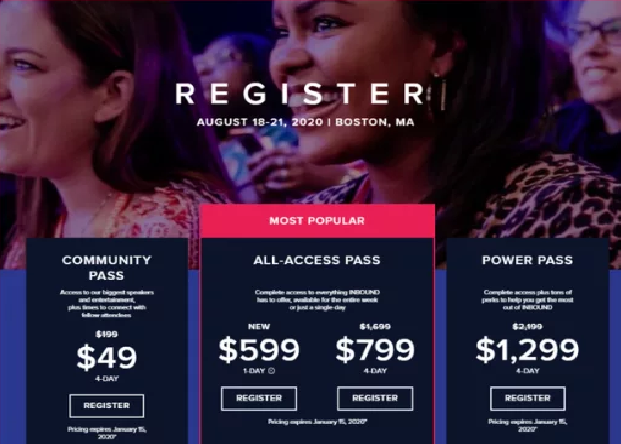 REGISTER
AUGUST 18-21, 2020 | BOSTON, MA
MOST POPULAR
COMMUNITY
PASS
Access to our biggest speakers
and entertainment,
plus times to connect with
fellow attendees
$199
$49
4-DAY
REGISTER
Pricing expires January 15,
2020*
ALL-ACCESS PASS
Complete access to everything INBOUND
has to offer, available for the entire week
or just a single day
NEW
$599
1-DAY
REGISTER
$1,699
$799
4-DAY
REGISTER
Pricing expires January 15, 2020*
POWER PASS
Complete access plus tons of
perks to help you get the most
out of INBOUND
$2,199
$1,299
4-DAY
REGISTER
Pricing expires January 15,
2020*